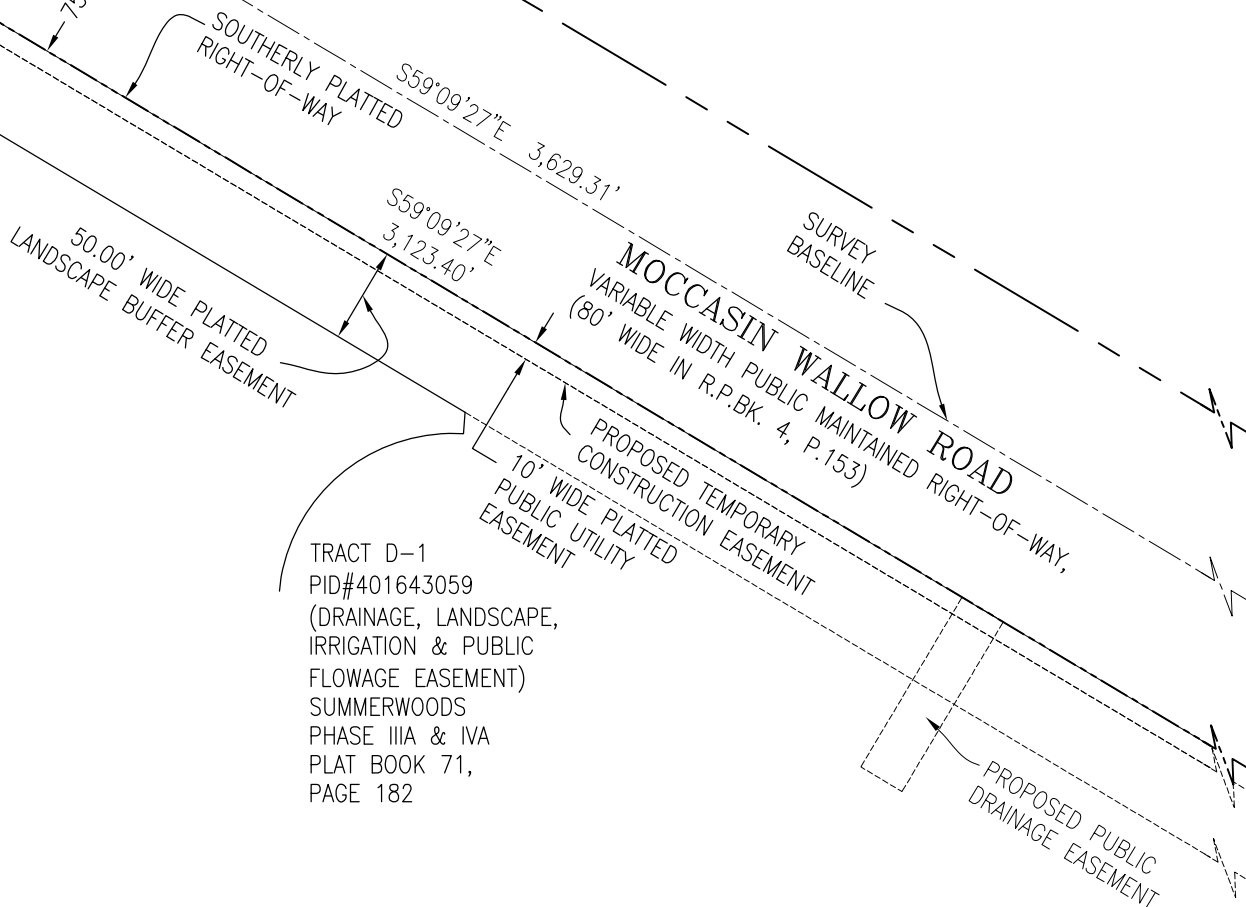 75
SOUTHERLY PLATTED
RIGHT-OF-WAY
S59°09'27"E 3,629.31'
S59°09'27"E
3,123.40'
50.00' WIDE PLATTED
LANDSCAPE BUFFER EASEMENT
SURVEY
BASELINE
MOCCASIN WALLOW ROAD
VARIABLE WIDTH PUBLIC MAINTAINED RIGHT-OF-WAY,
(80' WIDE IN R.P.BK. 4, P.153)
PROPOSED TEMPORARY
CONSTRUCTION EASEMENT
10' WIDE PLATTED
PUBLIC UTILITY
EASEMENT
TRACT D-1
PID#401643059
(DRAINAGE, LANDSCAPE,
IRRIGATION & PUBLIC
FLOWAGE EASEMENT)
SUMMERWOODS
PHASE IIIA & IVA
PLAT BOOK 71,
PAGE 182
PROPOSED PUBLIC
DRAINAGE EASEMENT